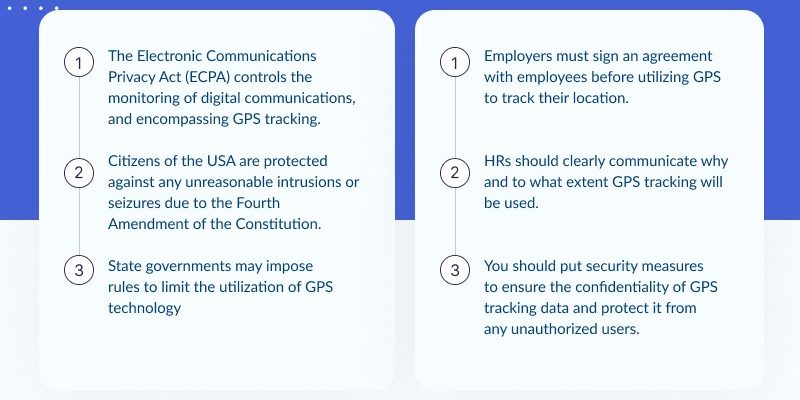 1
The Electronic Communications
Privacy Act (ECPA) controls the
monitoring of digital communications,
and encompassing GPS tracking.
2
Citizens of the USA are protected
against any unreasonable intrusions or
seizures due to the Fourth
Amendment of the Constitution.
3
State governments may impose
rules to limit the utilization of GPS
technology
1
Employers must sign an agreement
with employees before utilizing GPS
to track their location.
2
HRs should clearly communicate why
and to what extent GPS tracking will
be used.
3
You should put security measures
to ensure the confidentiality of GPS
tracking data and protect it from
any unauthorized users.